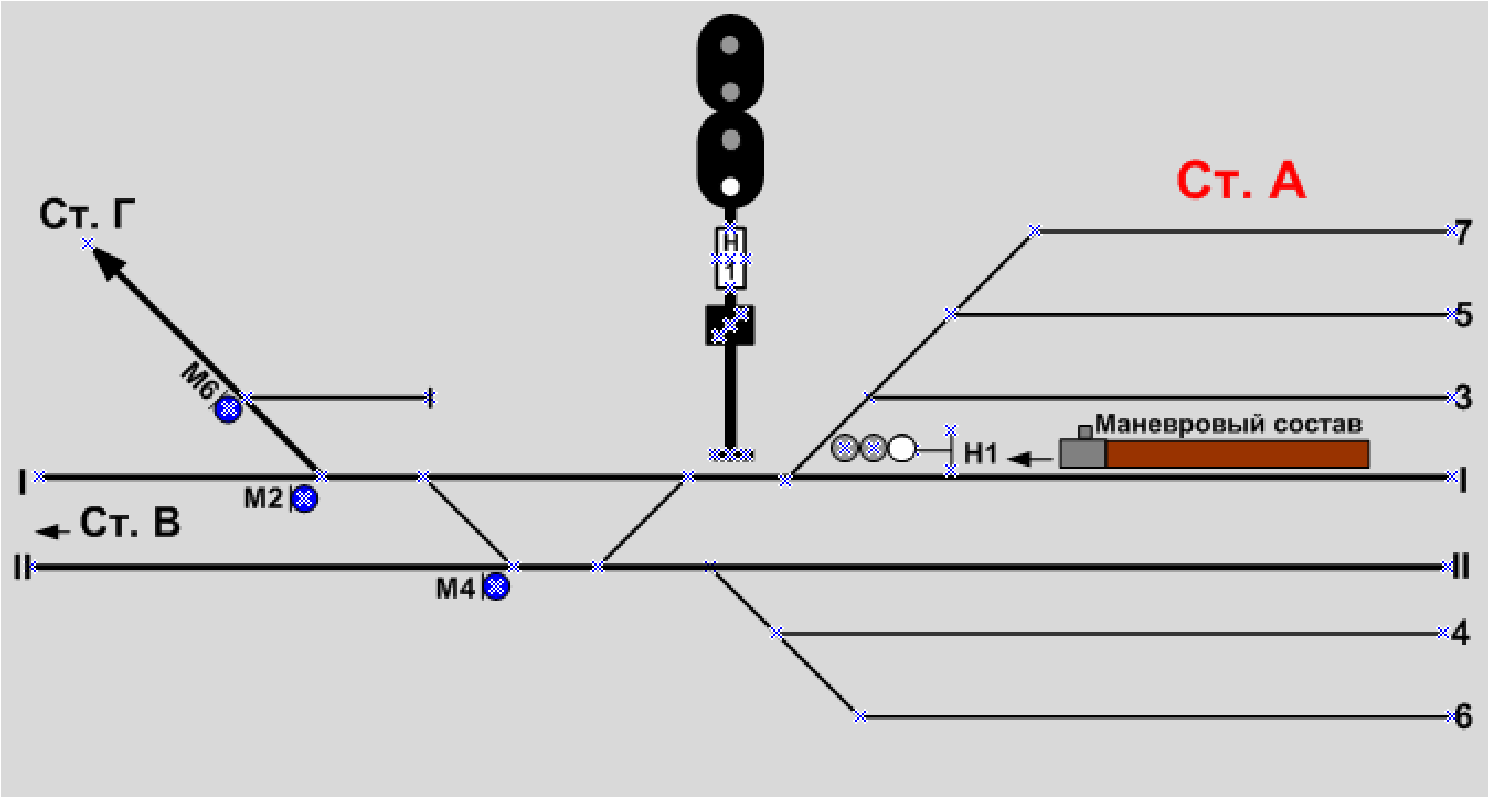 Ст. А
Ст. Г
Н
1
7
5
М6
3
Маневровый состав
Н1
I
I
М2
Ст. В
II
II
М4
4
6